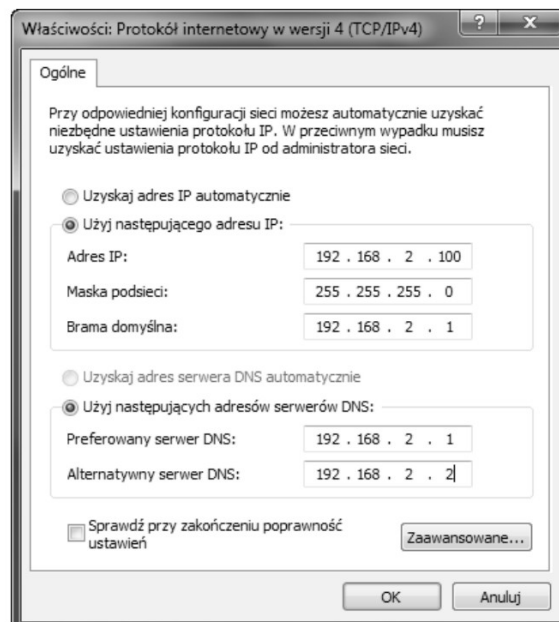 Właściwości: Protokół internetowy w wersji 4 (TCP/IPv4)
? X
Ogólne
Przy odpowiedniej konfiguracji sieci możesz automatycznie uzyskać
niezbędne ustawienia protokołu IP. W przeciwnym wypadku musisz
uzyskać ustawienia protokołu IP od administratora sieci.
Uzyskaj adres IP automatycznie
Użyj następującego adresu IP:
Adres IP: 192 . 168 . 2 . 100
Maska podsieci: 255 . 255 . 255 . 0
Brama domyślna: 192 . 168 . 2 . 1
Uzyskaj adres serwera DNS automatycznie
Użyj następujących adresów serwerów DNS:
Preferowany serwer DNS: 192 . 168 . 2 . 1
Alternatywny serwer DNS: 192 . 168 . 2 . 2
Sprawdź przy zakończeniu poprawność
ustawień
Zaawansowane...
OK Anuluj